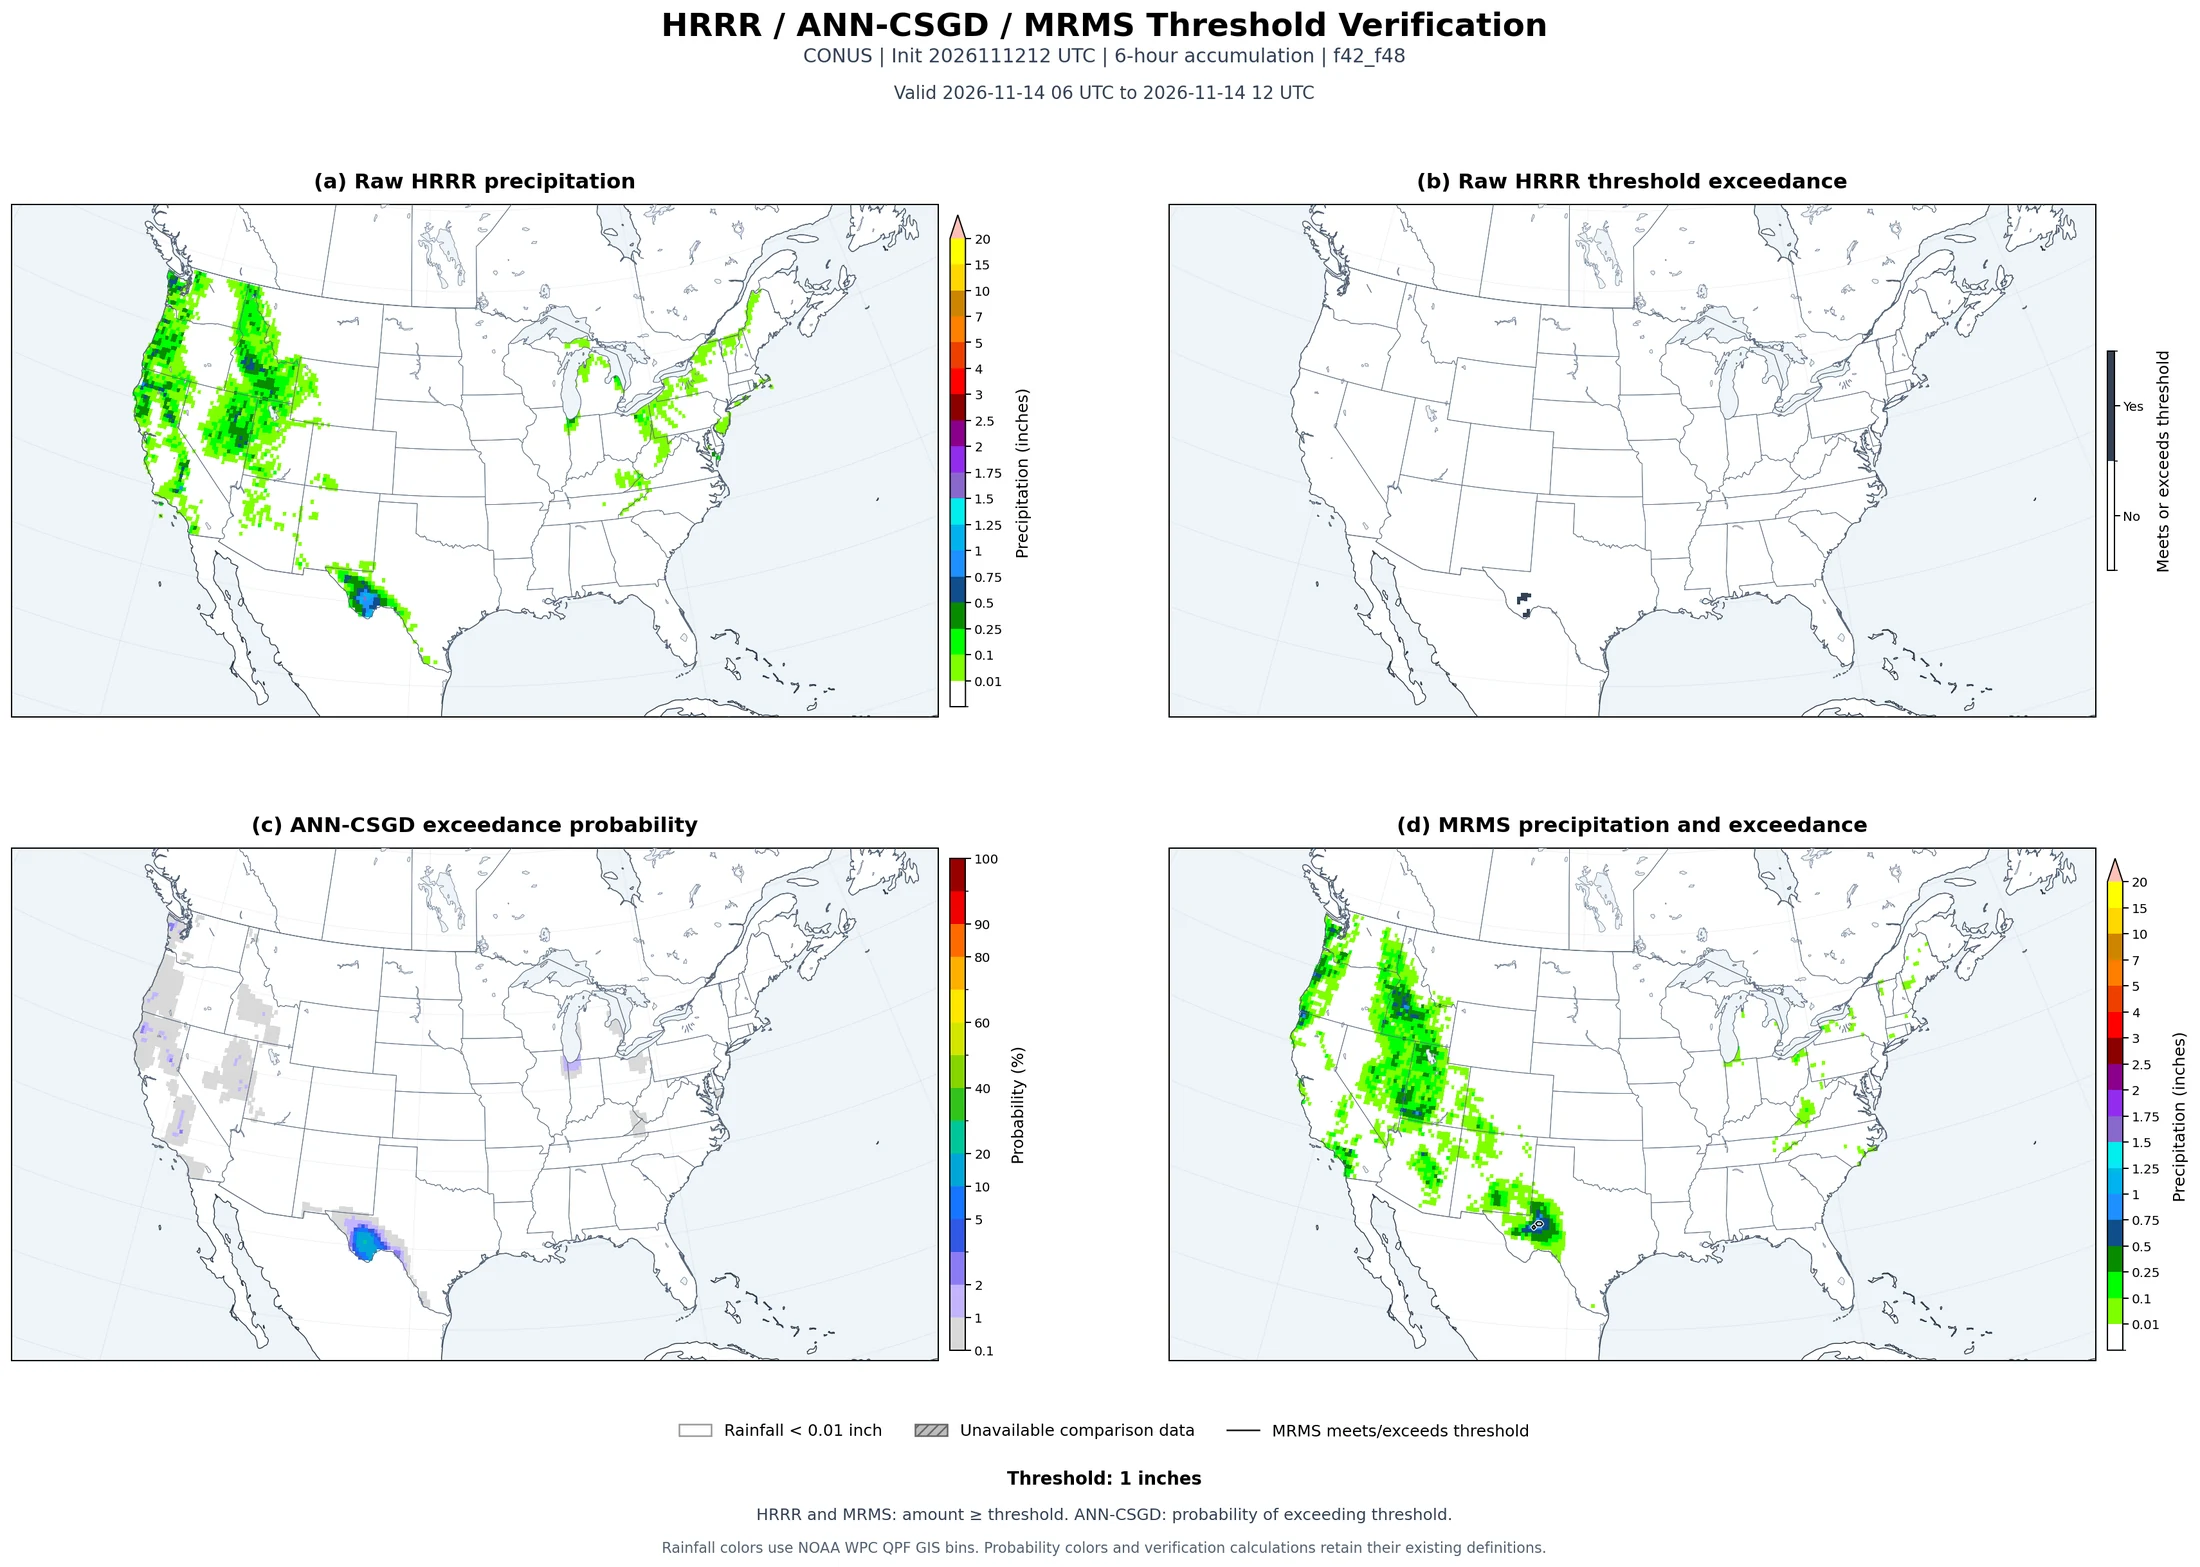 HRRR / ANN-CSGD / MRMS Threshold Verification
CONUS | Init 2026111212 UTC | 6-hour accumulation | f42_f48
Valid 2026-11-14 06 UTC to 2026-11-14 12 UTC
(a) Raw HRRR precipitation
20
15
10
7
5
4
3
2.5
2
1.75
1.5
1.25
1
0.75
0.5
0.25
0.1
0.01
Precipitation (inches)
(b) Raw HRRR threshold exceedance
Yes
No
Meets or exceeds threshold
(c) ANN-CSGD exceedance probability
100
90
80
60
40
20
10
5
2
1
0.1
Probability (%)
(d) MRMS precipitation and exceedance
20
15
10
7
5
4
3
2.5
2
1.75
1.5
1.25
1
0.75
0.5
0.25
0.1
0.01
Precipitation (inches)
Rainfall < 0.01 inch
Unavailable comparison data
MRMS meets/exceeds threshold
Threshold: 1 inches
HRRR and MRMS: amount ≥ threshold. ANN-CSGD: probability of exceeding threshold.
Rainfall colors use NOAA WPC QPF GIS bins. Probability colors and verification calculations retain their existing definitions.